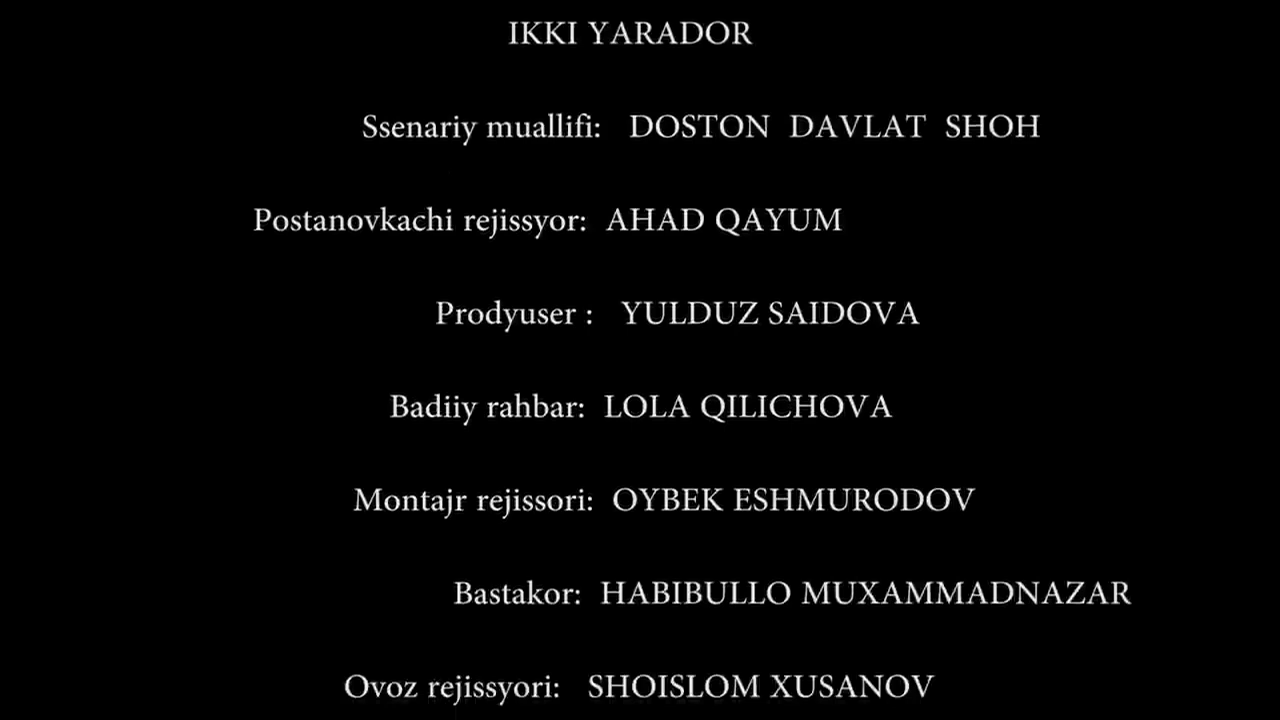 IKKI YARADOR
Ssenariy muallifi: DOSTON DAVLAT SHOH
Postanovkachi rejissyor: AHAD QAYUM
Prodyuser : YULDUZ SAIDOVA
Badiiy rahbar: LOLA QILICHOVA
Montajr rejissori: OYBEK ESHMURODOV
Bastakor: HABIBULLO MUXAMMADNAZAR
Ovoz rejissyori: SHOISLOM XUSANOV